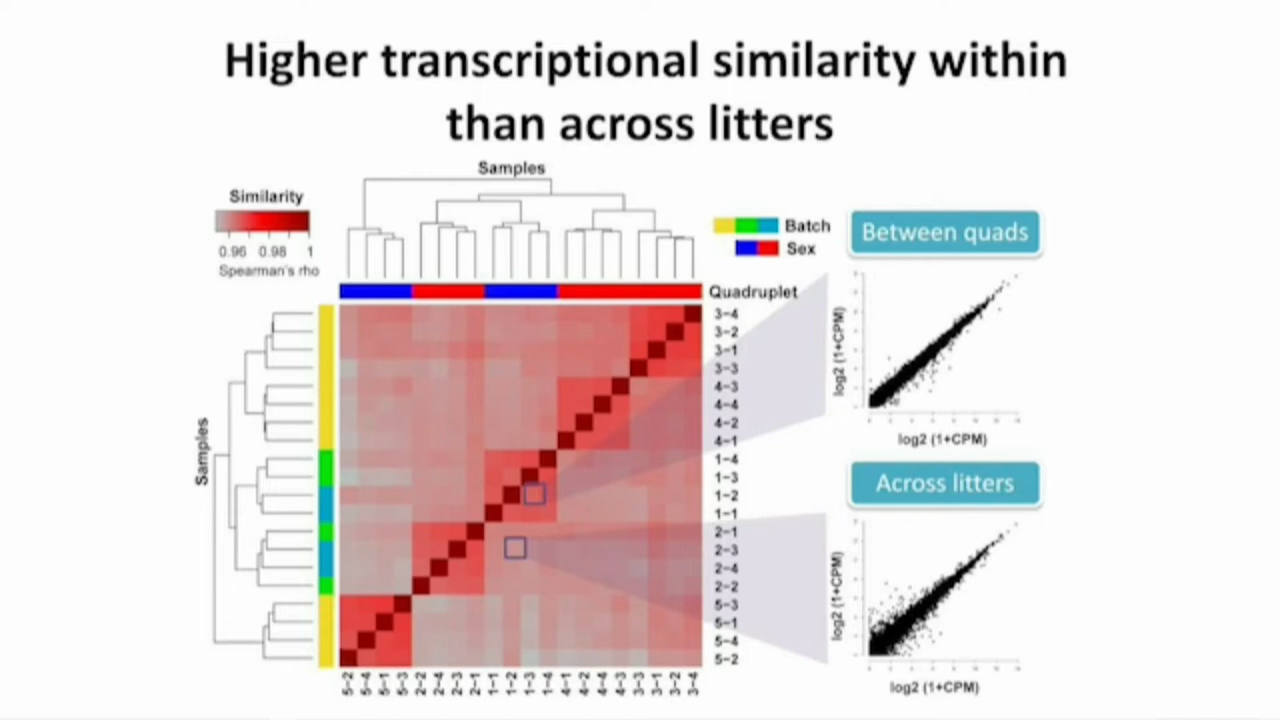 Higher transcriptional similarity within
than across litters
Samples
Similarity
0.96 0.98 1
Spearman's rho
Batch
Sex
Quadruplet
3-4
3-2
3-1
3-3
4-3
4-4
4-2
4-1
1-4
1-3
1-2
1-1
2-1
2-3
2-4
2-2
5-3
5-1
5-4
5-2
Samples
5-2 5-4 5-1 5-3 2-2 2-4 2-3 2-1 1-1 1-2 1-3 1-4 4-1 4-2 4-4 4-3 3-3 3-1 3-2 3-4
Between quads
log2 (1+CPM)
log2 (1+CPM)
Across litters
log2 (1+CPM)
log2 (1+CPM)